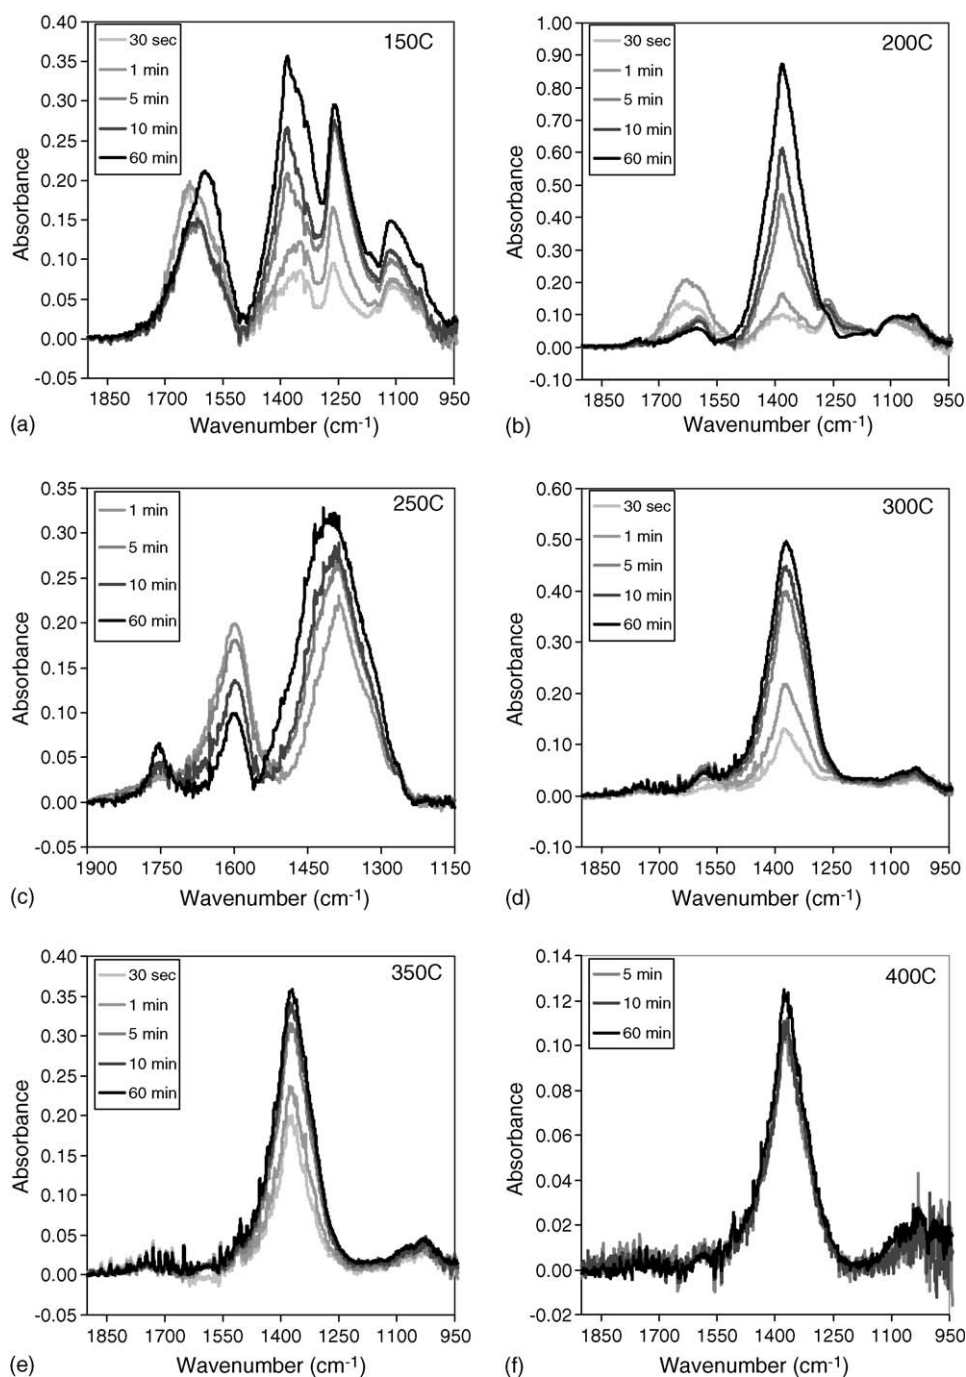 0.40
0.35
0.30
0.25
0.20
0.15
0.10
0.05
0.00
-0.05
Absorbance
30 sec
1 min
5 min
10 min
60 min
150C
1850 1700 1550 1400 1250 1100 950
Wavenumber (cm-1)
(a)
1.00
0.90
0.80
0.70
0.60
0.50
0.40
0.30
0.20
0.10
0.00
-0.10
Absorbance
30 sec
1 min
5 min
10 min
60 min
200C
1850 1700 1550 1400 1250 1100 950
Wavenumber (cm-1)
(b)
0.35
0.30
0.25
0.20
0.15
0.10
0.05
0.00
-0.05
Absorbance
1 min
5 min
10 min
60 min
250C
1900 1750 1600 1450 1300 1150
Wavenumber (cm-1)
(c)
0.60
0.50
0.40
0.30
0.20
0.10
0.00
-0.10
Absorbance
30 sec
1 min
5 min
10 min
60 min
300C
1850 1700 1550 1400 1250 1100 950
Wavenumber (cm-1)
(d)
0.40
0.35
0.30
0.25
0.20
0.15
0.10
0.05
0.00
-0.05
Absorbance
30 sec
1 min
5 min
10 min
60 min
350C
1850 1700 1550 1400 1250 1100 950
Wavenumber (cm-1)
(e)
0.14
0.12
0.10
0.08
0.06
0.04
0.02
0.00
-0.02
Absorbance
5 min
10 min
60 min
400C
1850 1700 1550 1400 1250 1100 950
Wavenumber (cm-1)
(f)